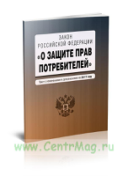 ЗАКОН
РОССИЙСКОЙ ФЕДЕРАЦИИ
«О ЗАЩИТЕ ПРАВ
ПОТРЕБИТЕЛЕЙ»
www.CentrMag.ru